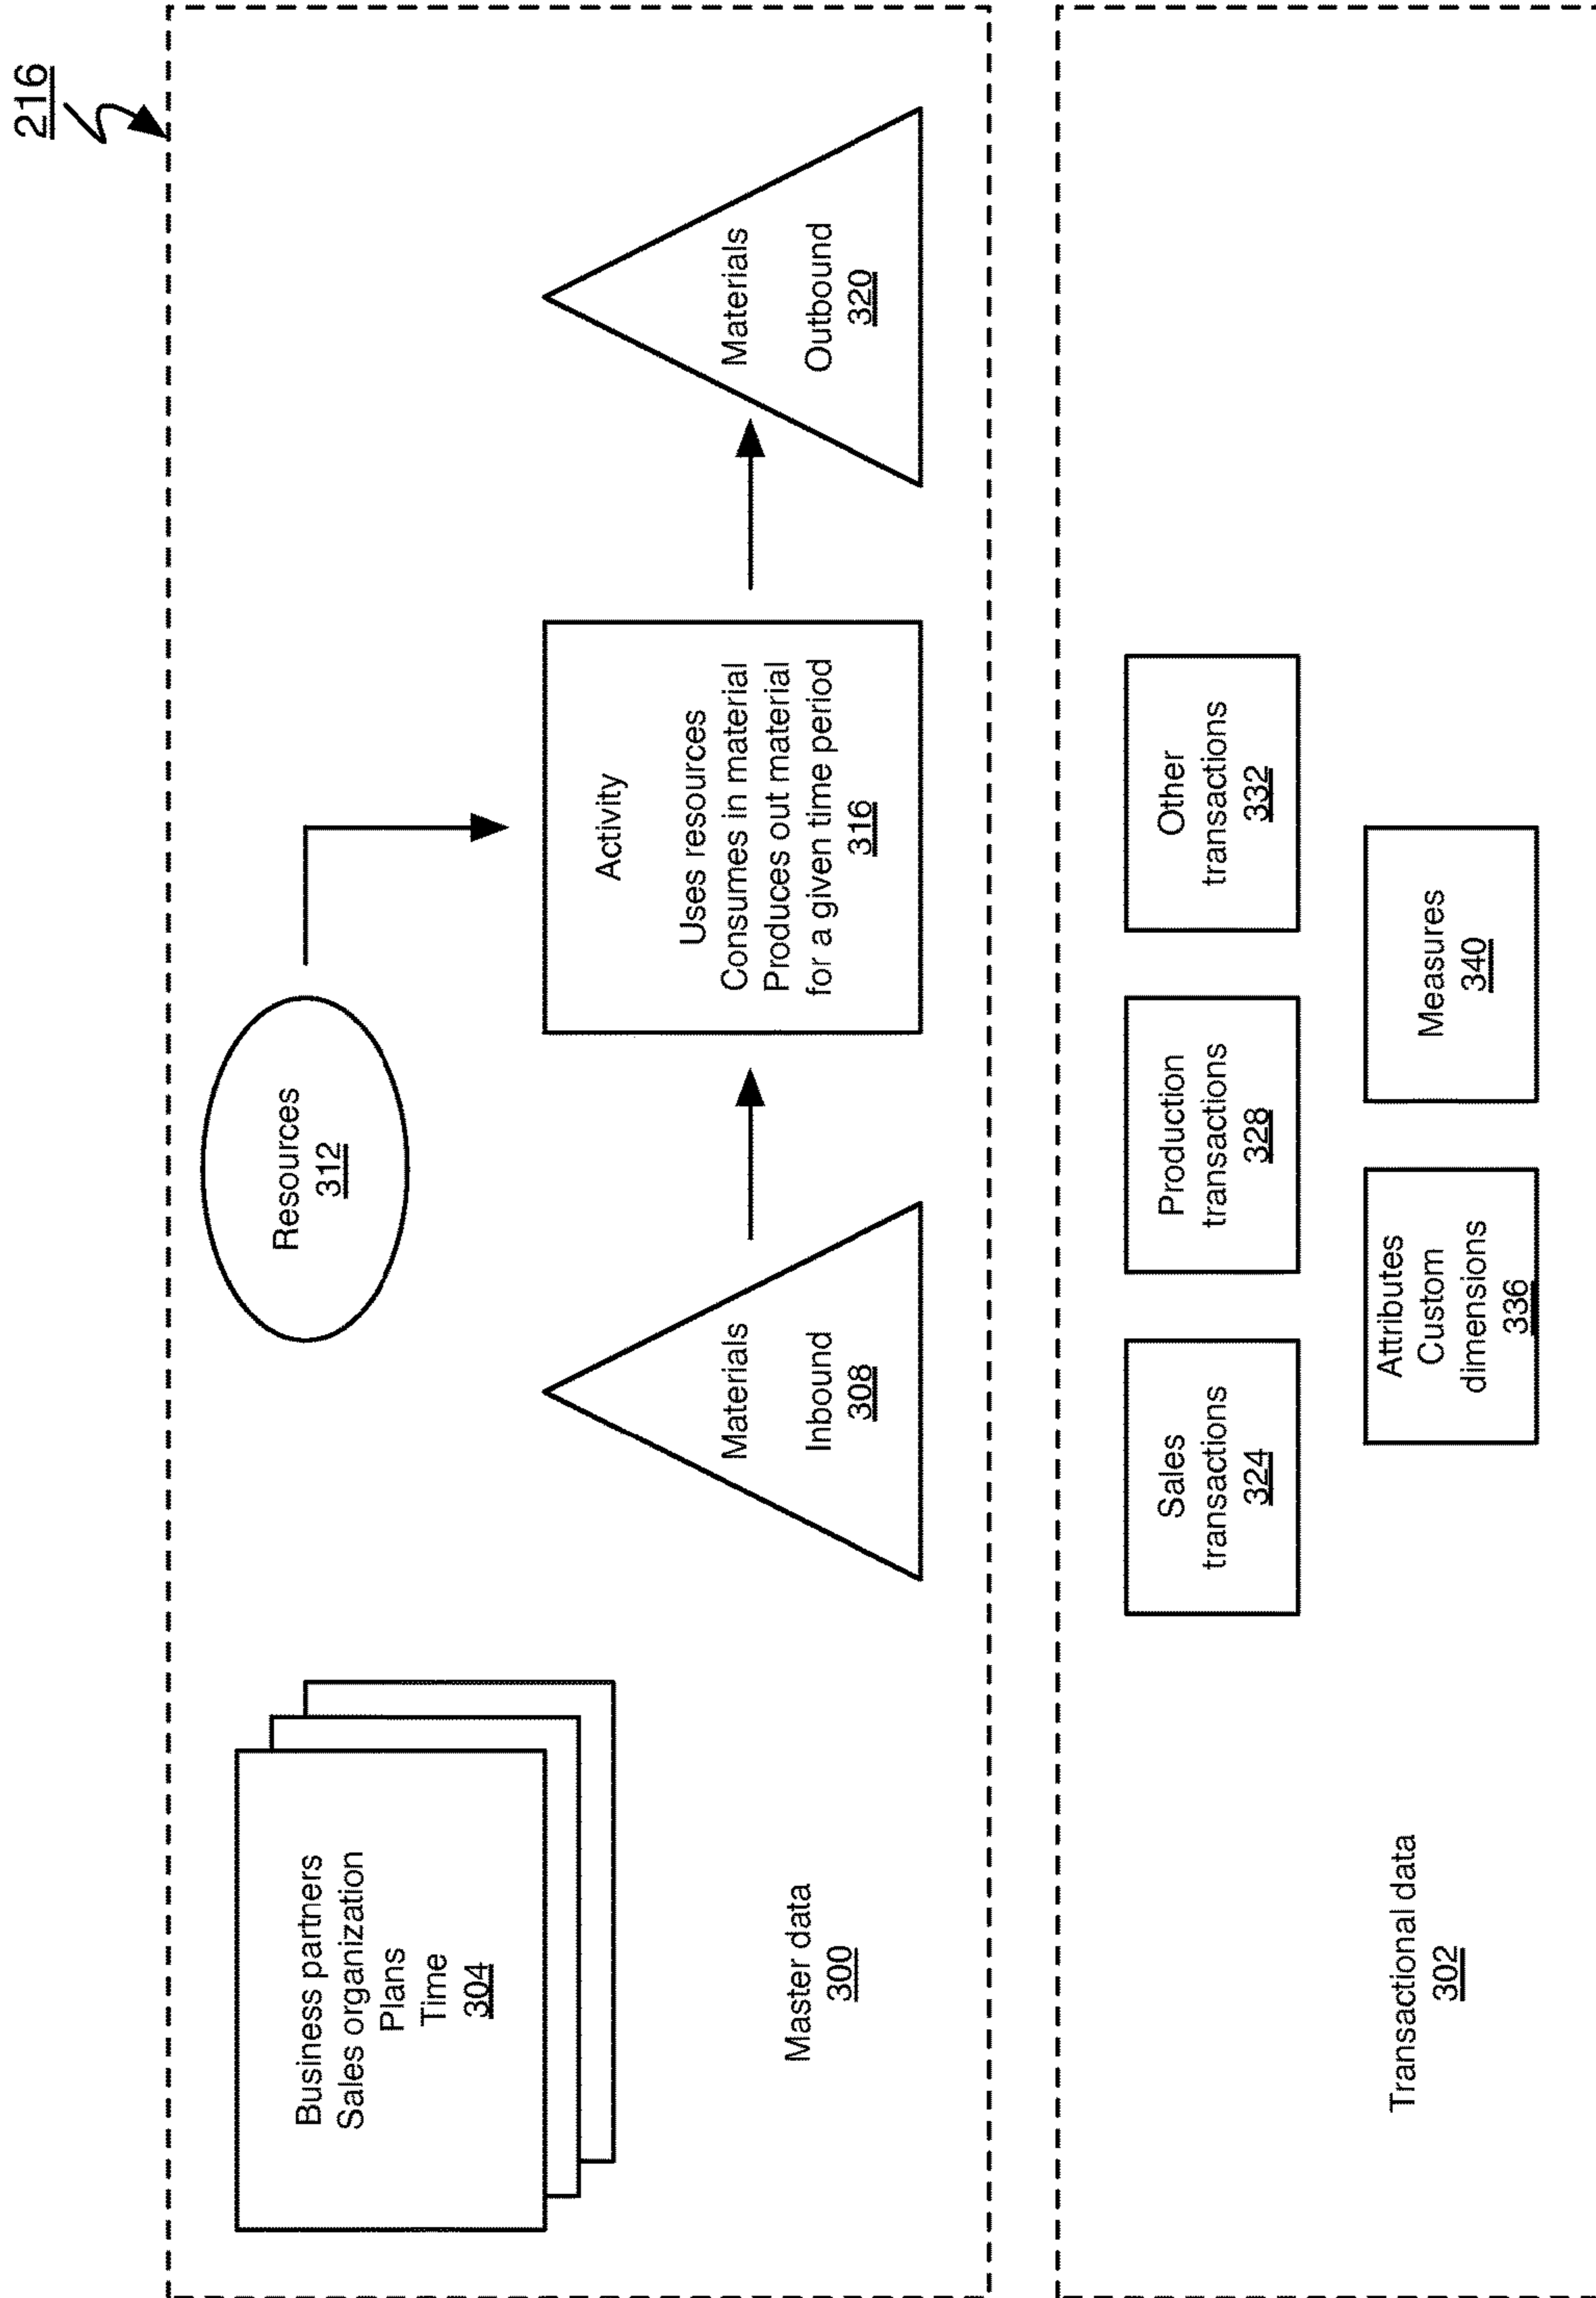 216
Business partners
Sales organization
Plans
Time
304
Resources
312
Materials
Inbound
308
Activity
Uses resources
Consumes in material
Produces out material
for a given time period
316
Materials
Outbound
320
Master data
300
Sales
transactions
324
Production
transactions
328
Other
transactions
332
Attributes
Custom
dimensions
336
Measures
340
Transactional data
302